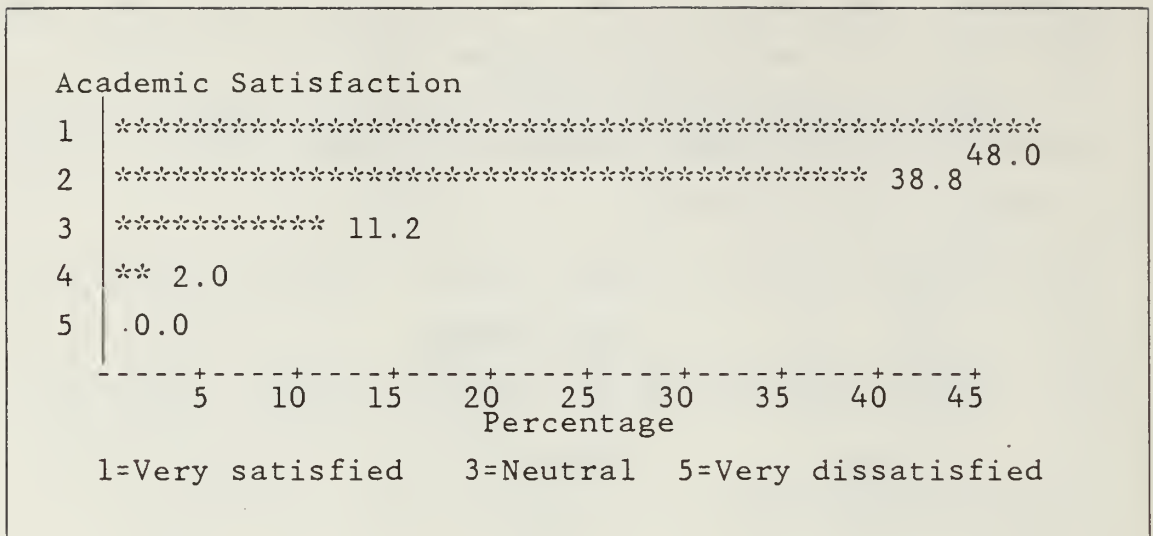 Academic Satisfaction
1 ************************************************
48.0
2 *************************************** 38.8
3 *********** 11.2
4 ** 2.0
5 .0.0
-----+----+----+----+----+----+----+----+----+
5 10 15 20 25 30 35 40 45
Percentage
1=Very satisfied 3=Neutral 5=Very dissatisfied